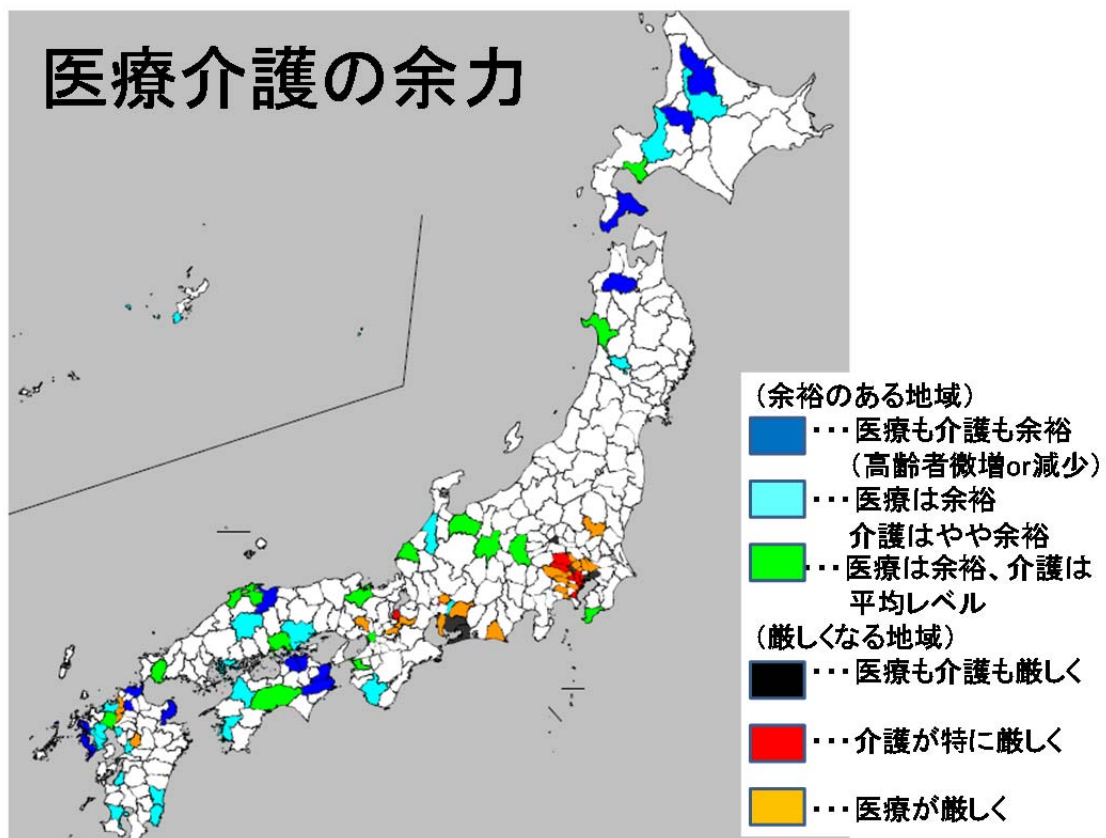 医療介護の余力
(余裕のある地域)
・・・医療も介護も余裕
(高齢者微増or減少)
・・・医療は余裕
介護はやや余裕
・・・医療は余裕、介護は
平均レベル
(厳しくなる地域)
・・・医療も介護も厳しく
・・・介護が特に厳しく
・・・医療が厳しく